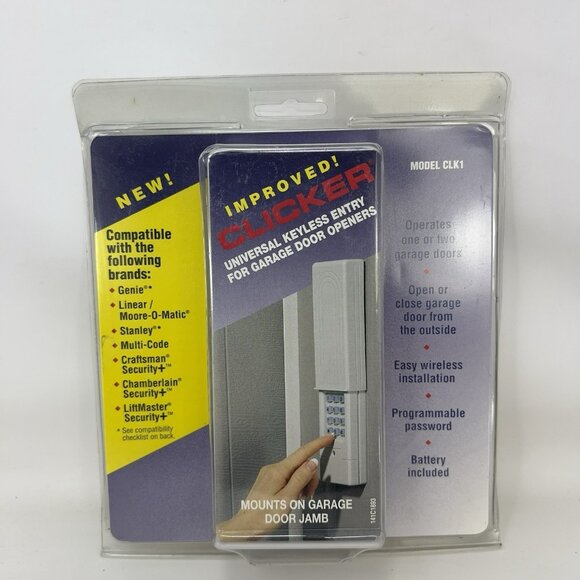 NEW!
Compatible
with the
following
brands:
• Genie®*
• Linear /
Moore-O-Matic®
• Stanley®*
• Multi-Code
• Craftsman®
Security+™
• Chamberlain®
Security+™
• LiftMaster®
Security+™
* See compatibility
checklist on back.
IMPROVED!
CLICKER®
UNIVERSAL KEYLESS ENTRY
FOR GARAGE DOOR OPENERS
MOUNTS ON GARAGE
DOOR JAMB
141C1893
MODEL CLK1
Operates
one or two
garage doors
Open or
close garage
door from
the outside
Easy wireless
installation
Programmable
password
Battery
included